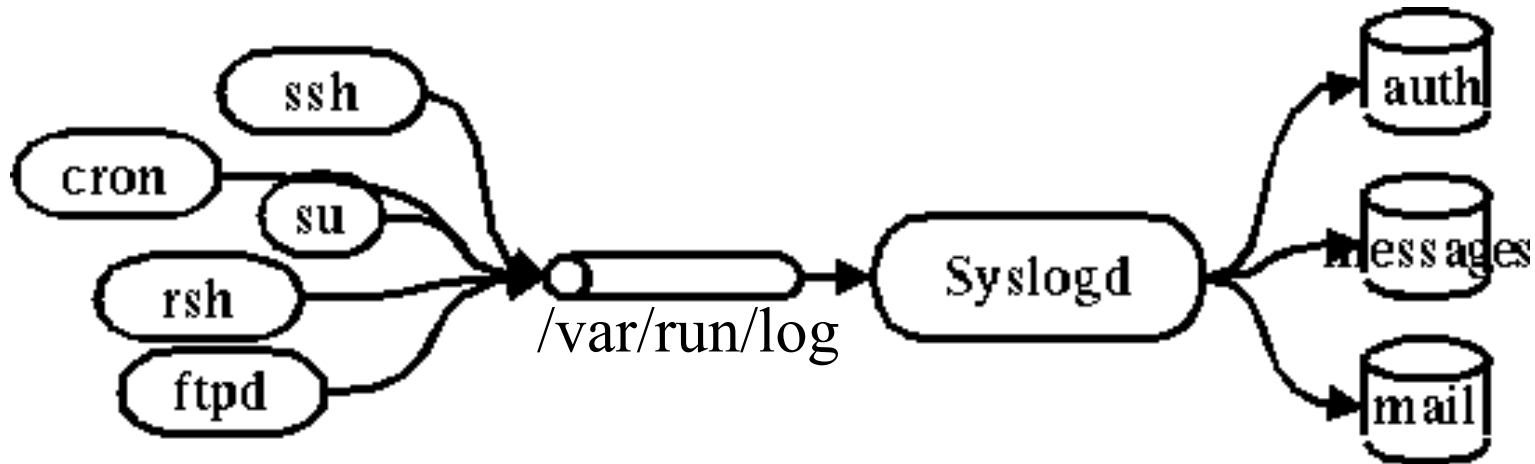 ssh
cron
su
rsh
ftpd
/var/run/log
Syslogd
auth
messages
mail